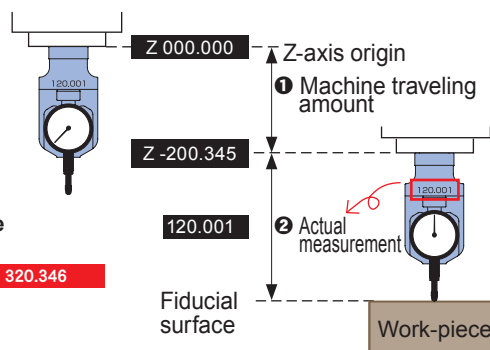 Z 000.000
Z-axis origin
120.001
❶ Machine traveling
amount
Z -200.345
120.001
120.001
❷ Actual
measurement
e
320.346
Fiducial
surface
Work-piece